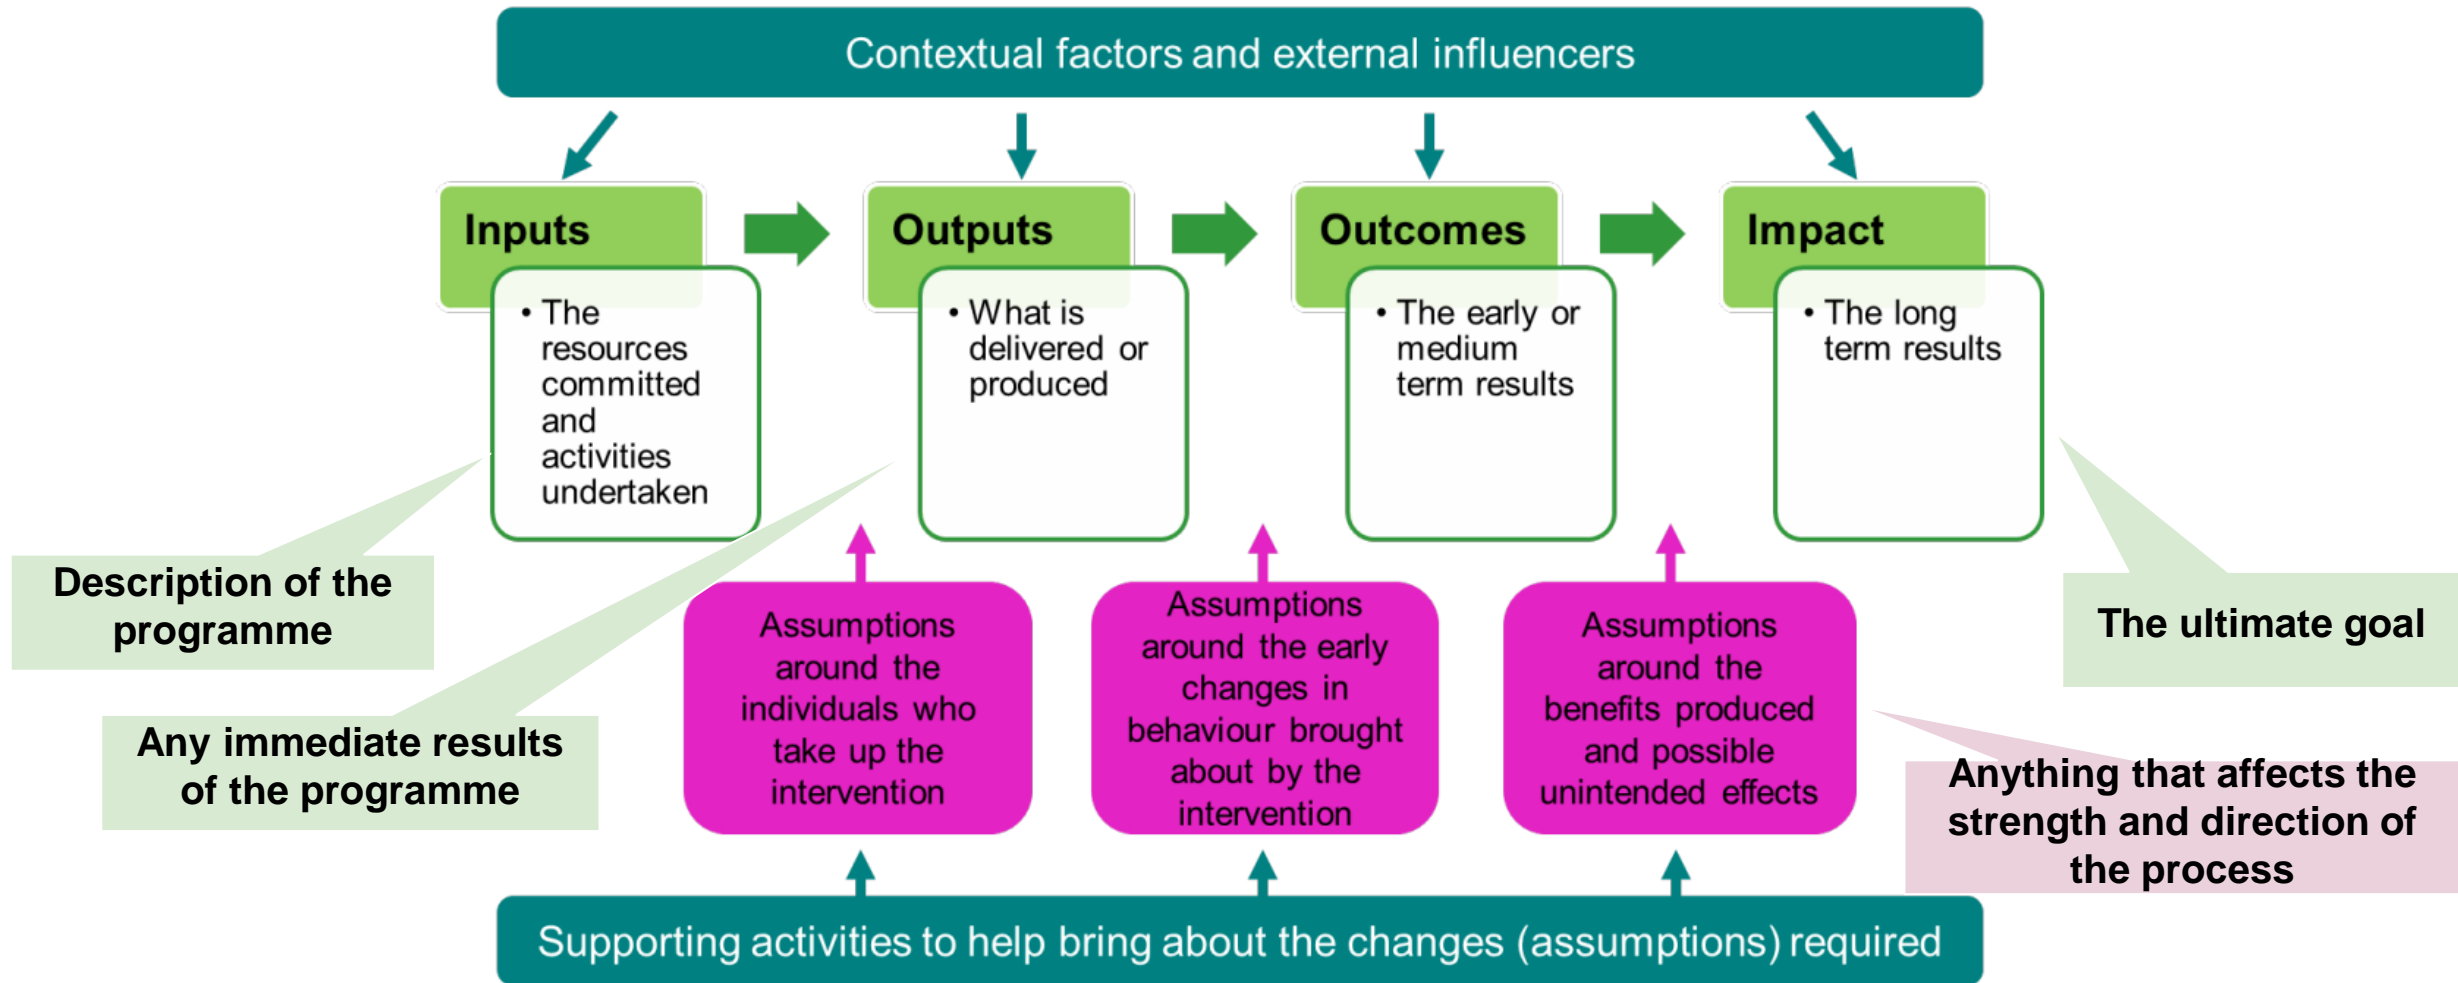 Contextual factors and external influencers
Inputs
• The
resources
committed
and
activities
undertaken
Outputs
• What is
delivered or
produced
Outcomes
• The early or
medium
term results
Impact
• The long
term results
Description of the
programme
Any immediate results
of the programme
Assumptions
around the
individuals who
take up the
intervention
Assumptions
around the early
changes in
behaviour brought
about by the
intervention
Assumptions
around the
benefits produced
and possible
unintended effects
The ultimate goal
Anything that affects the
strength and direction of
the process
Supporting activities to help bring about the changes (assumptions) required